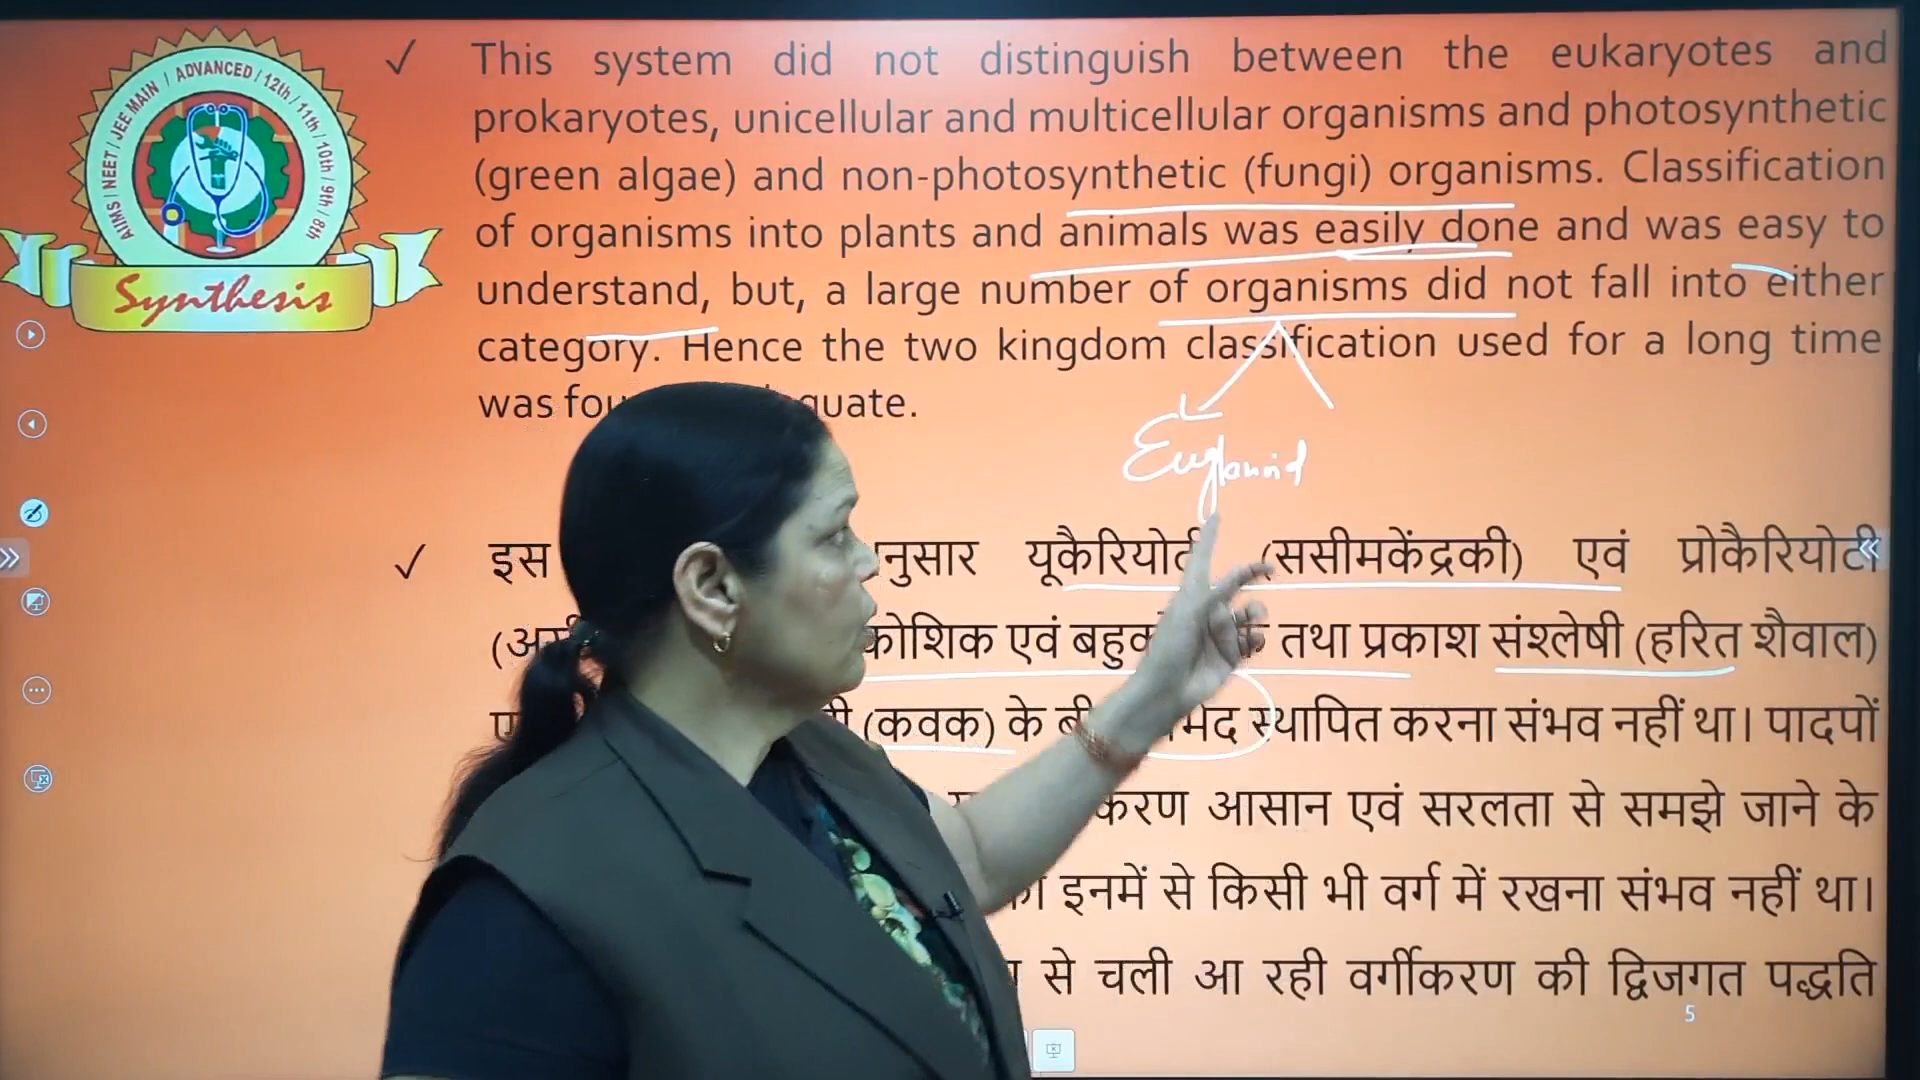 AIIMS | NEET | JEE MAIN | ADVANCED / 12th / 11th / 10th / 9th / 8th
Synthesis
✓ This system did not distinguish between the eukaryotes and
prokaryotes, unicellular and multicellular organisms and photosynthetic
(green algae) and non-photosynthetic (fungi) organisms. Classification
of organisms into plants and animals was easily done and was easy to
understand, but, a large number of organisms did not fall into either
category. Hence the two kingdom classification used for a long time
was quate.
✓ इस नुसार (ससीमकेंद्रकी) एवं प्रोकैरियोटी
कोशिक एवं तथा प्रकाश संश्लेषी (हरित शैवाल)
(कवक) के स्थापित करना संभव नहीं था। पादपों
करण आसान एवं सरलता से समझे जाने के
इनमें से किसी भी वर्ग में रखना संभव नहीं था।
से चली आ रही वर्गीकरण की द्विजगत पद्धति
5